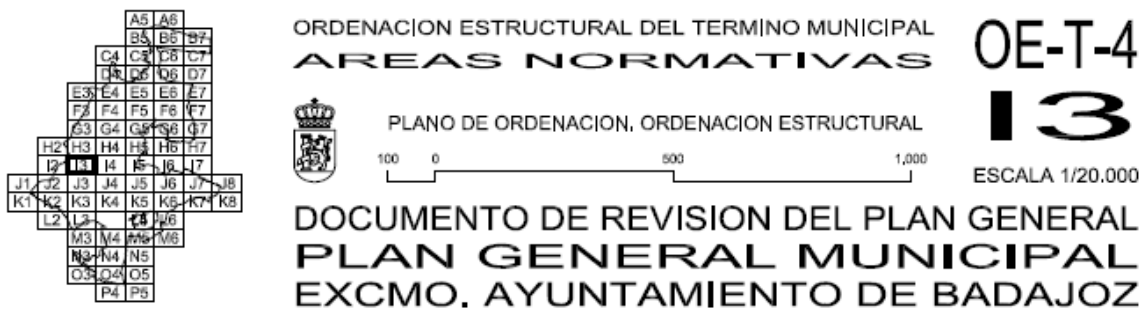 A5 A6
B5 B6 B7
C4 C5 C6 C7
D4 D5 D6 D7
E3 E4 E5 E6 E7
F3 F4 F5 F6 F7
G3 G4 G5 G6 G7
H2 H3 H4 H5 H6 H7
I2 I3 I4 I5 I6 I7
J1 J2 J3 J4 J5 J6 J7 J8
K1 K2 K3 K4 K5 K6 K7 K8
L2 L3 L5 L6
M3 M4 M5 M6
N3 N4 N5
O3 O4 O5
P4 P5
ORDENACION ESTRUCTURAL DEL TERMINO MUNICIPAL
AREAS NORMATIVAS
OE-T-4
I3
PLANO DE ORDENACION. ORDENACION ESTRUCTURAL
100 0 500 1,000
ESCALA 1/20.000
DOCUMENTO DE REVISION DEL PLAN GENERAL
PLAN GENERAL MUNICIPAL
EXCMO. AYUNTAMIENTO DE BADAJOZ